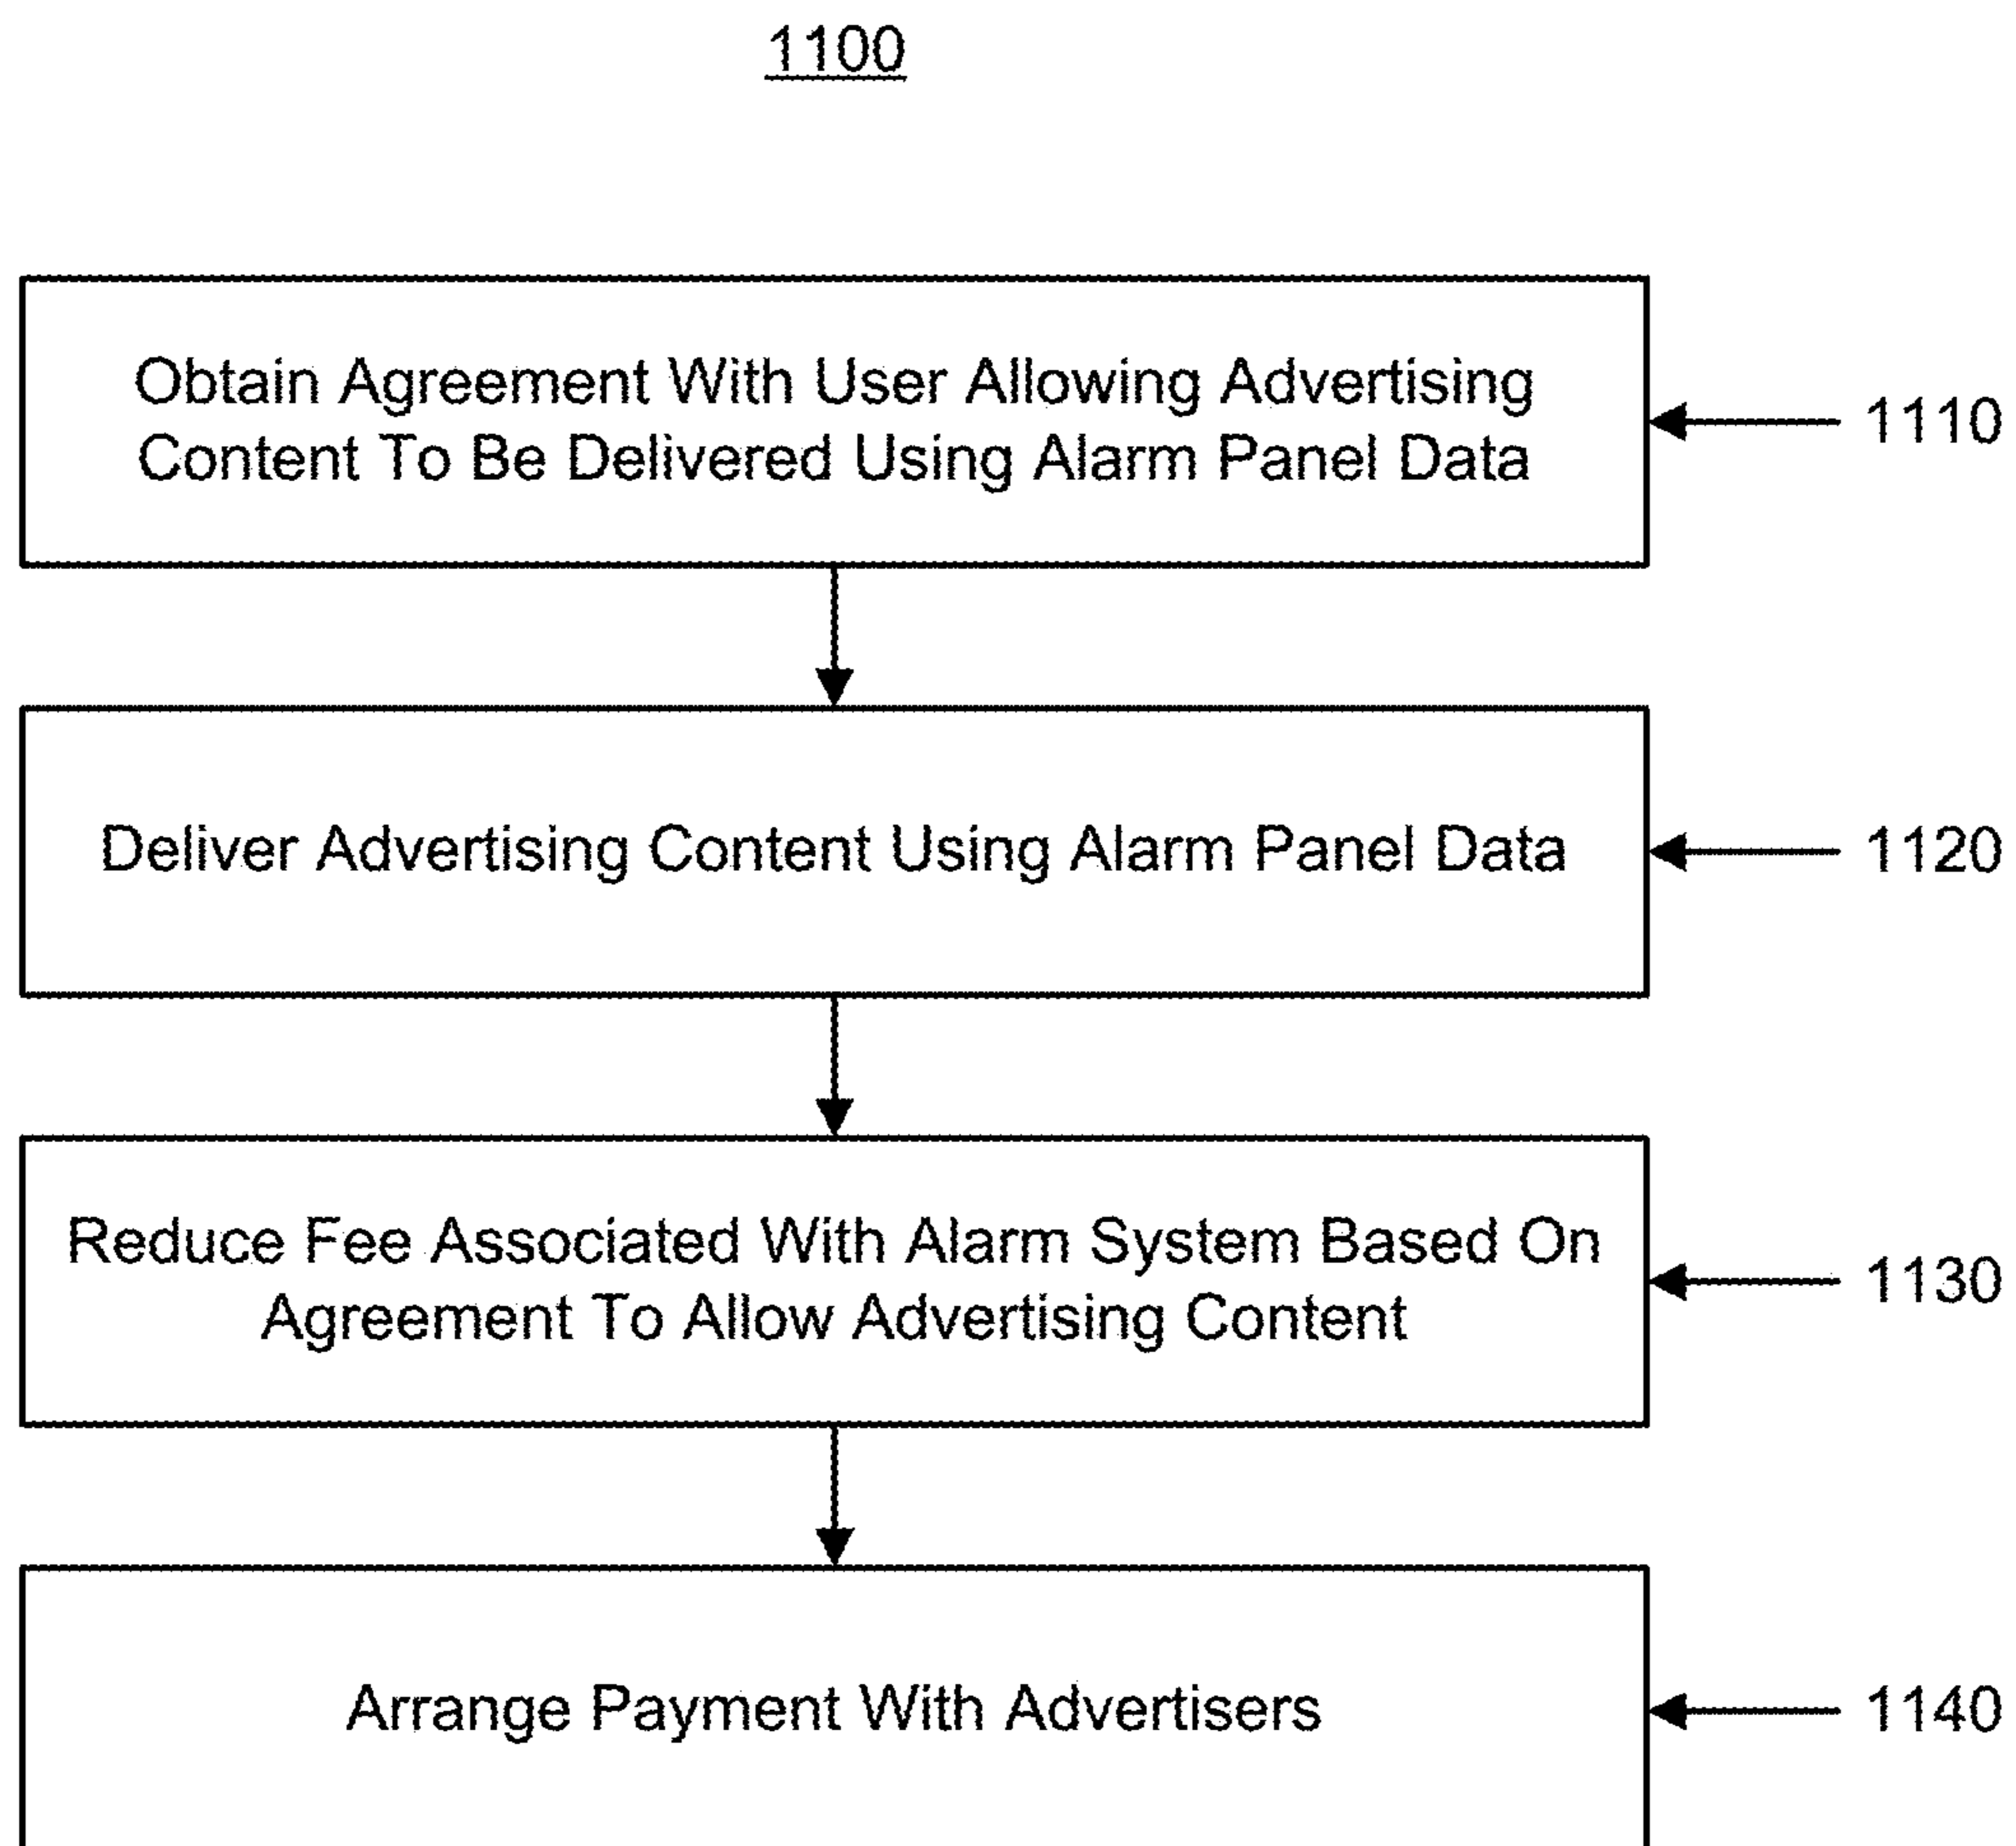 1100
Obtain Agreement With User Allowing Advertising
Content To Be Delivered Using Alarm Panel Data
1110
Deliver Advertising Content Using Alarm Panel Data
1120
Reduce Fee Associated With Alarm System Based On
Agreement To Allow Advertising Content
1130
Arrange Payment With Advertisers
1140